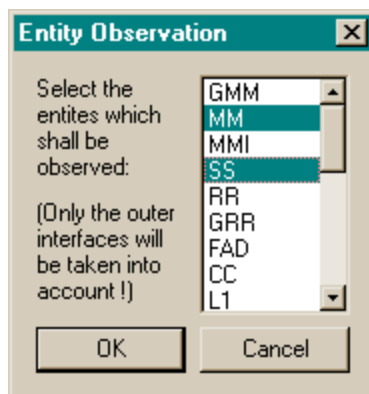 Entity Observation
Select the
entites which
shall be
observed:
(Only the outer
interfaces will
be taken into
account !)
GMM
MM
MMI
SS
RR
GRR
FAD
CC
L1
OK
Cancel